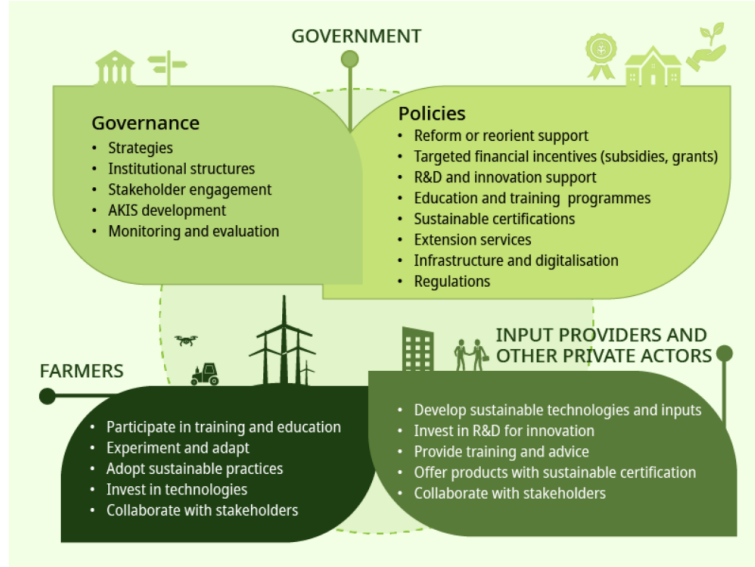 GOVERNMENT
Governance
• Strategies
• Institutional structures
• Stakeholder engagement
• AKIS development
• Monitoring and evaluation
Policies
• Reform or reorient support
• Targeted financial incentives (subsidies, grants)
• R&D and innovation support
• Education and training programmes
• Sustainable certifications
• Extension services
• Infrastructure and digitalisation
• Regulations
FARMERS
• Participate in training and education
• Experiment and adapt
• Adopt sustainable practices
• Invest in technologies
• Collaborate with stakeholders
INPUT PROVIDERS AND
OTHER PRIVATE ACTORS
• Develop sustainable technologies and inputs
• Invest in R&D for innovation
• Provide training and advice
• Offer products with sustainable certification
• Collaborate with stakeholders